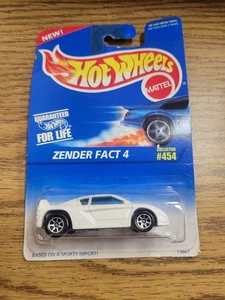 NEW!
Hot Wheels
MATTEL
GUARANTEED
FOR LIFE
ZENDER FACT 4
COLLECTOR
#454
BASED ON A SPORTY IMPORT!